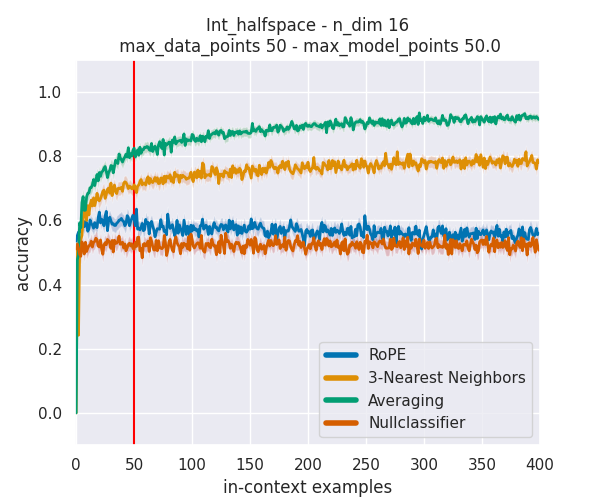 Int_halfspace - n_dim 16
max_data_points 50 - max_model_points 50.0
accuracy
1.0
0.8
0.6
0.4
0.2
0.0
RoPE
3-Nearest Neighbors
Averaging
Nullclassifier
0 50 100 150 200 250 300 350 400
in-context examples